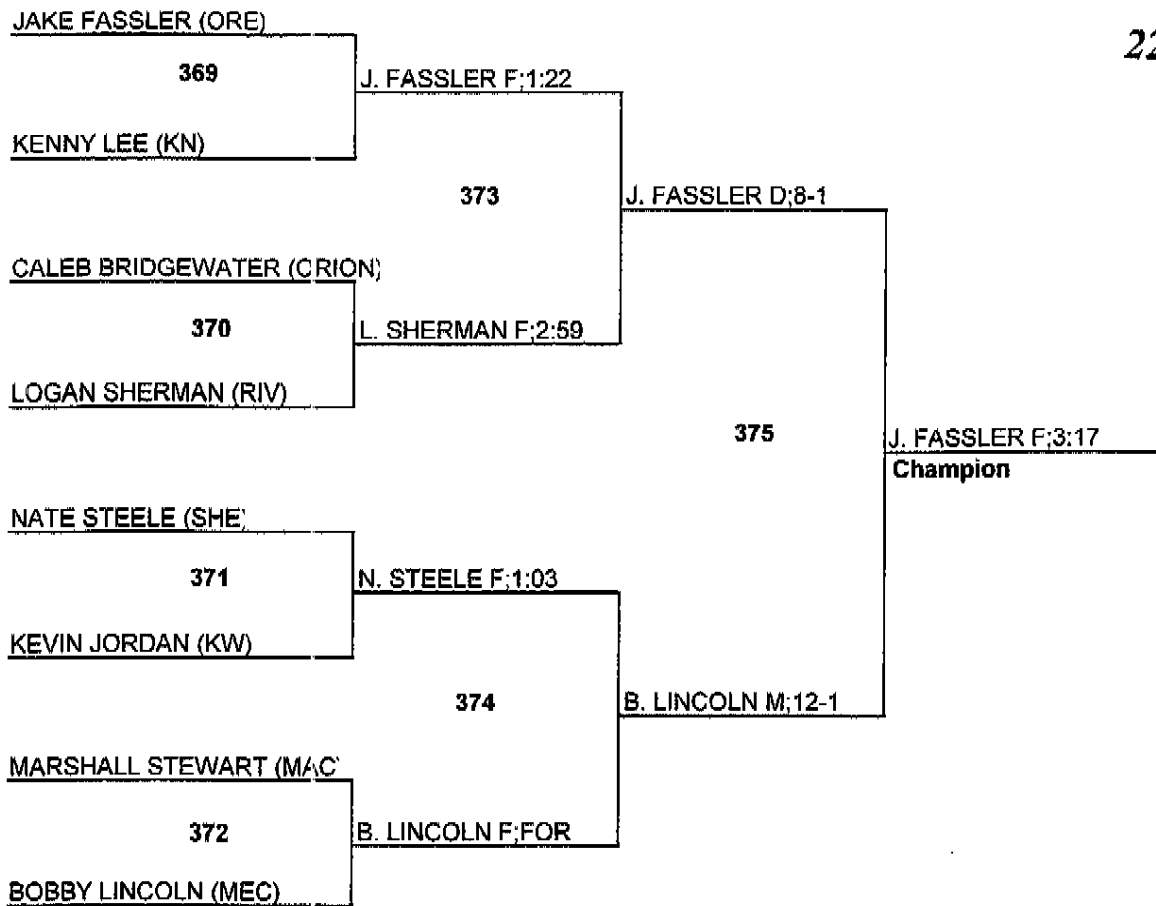 JAKE FASSLER (ORE)
22
369
J. FASSLER F;1:22
KENNY LEE (KN)
373
J. FASSLER D;8-1
CALEB BRIDGEWATER (ORION)
370
L. SHERMAN F;2:59
LOGAN SHERMAN (RIV)
375
J. FASSLER F;3:17
Champion
NATE STEELE (SHE)
371
N. STEELE F;1:03
KEVIN JORDAN (KW)
374
B. LINCOLN M;12-1
MARSHALL STEWART (MAC)
372
B. LINCOLN F;FOR
BOBBY LINCOLN (MEC)